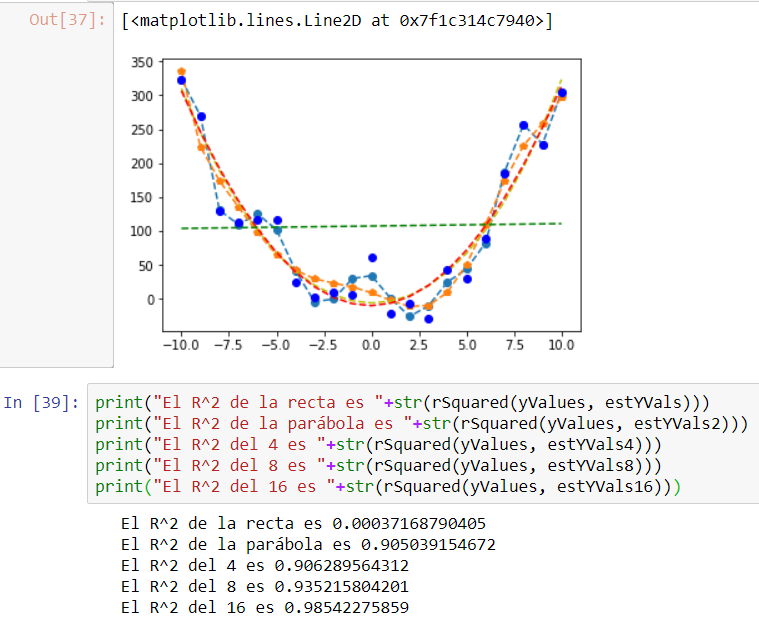 Out[37]: [<matplotlib.lines.Line2D at 0x7f1c314c7940>]
350
300
250
200
150
100
50
0
−10.0 −7.5 −5.0 −2.5 0.0 2.5 5.0 7.5 10.0
In [39]: print("El R^2 de la recta es "+str(rSquared(yValues, estYVals)))
print("El R^2 de la parábola es "+str(rSquared(yValues, estYVals2)))
print("El R^2 del 4 es "+str(rSquared(yValues, estYVals4)))
print("El R^2 del 8 es "+str(rSquared(yValues, estYVals8)))
print("El R^2 del 16 es "+str(rSquared(yValues, estYVals16)))
El R^2 de la recta es 0.00037168790405
El R^2 de la parábola es 0.905039154672
El R^2 del 4 es 0.906289564312
El R^2 del 8 es 0.935215804201
El R^2 del 16 es 0.98542275859